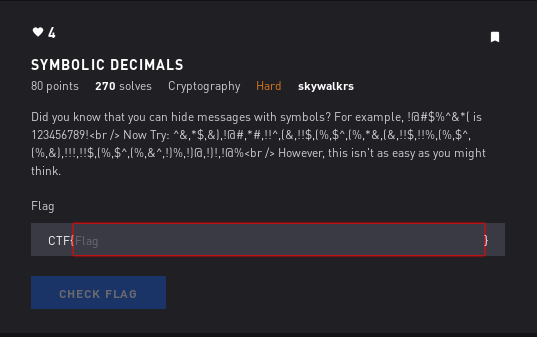 4
SYMBOLIC DECIMALS
80 points 270 solves Cryptography Hard skywalkrs
Did you know that you can hide messages with symbols? For example, !@#$%^&*( is
123456789!<br /> Now Try: ^&,*$,&),!@#,*#,!!^,(&,!!$,(%,$^,(%,*&,(&,!!$,!!%,(%,$^,
(%,&),!!!,!!$,(%,$^,(%,&^,!)%,!)@,!)!,!@%<br /> However, this isn't as easy as you might
think.
Flag
CTF{Flag }
CHECK FLAG